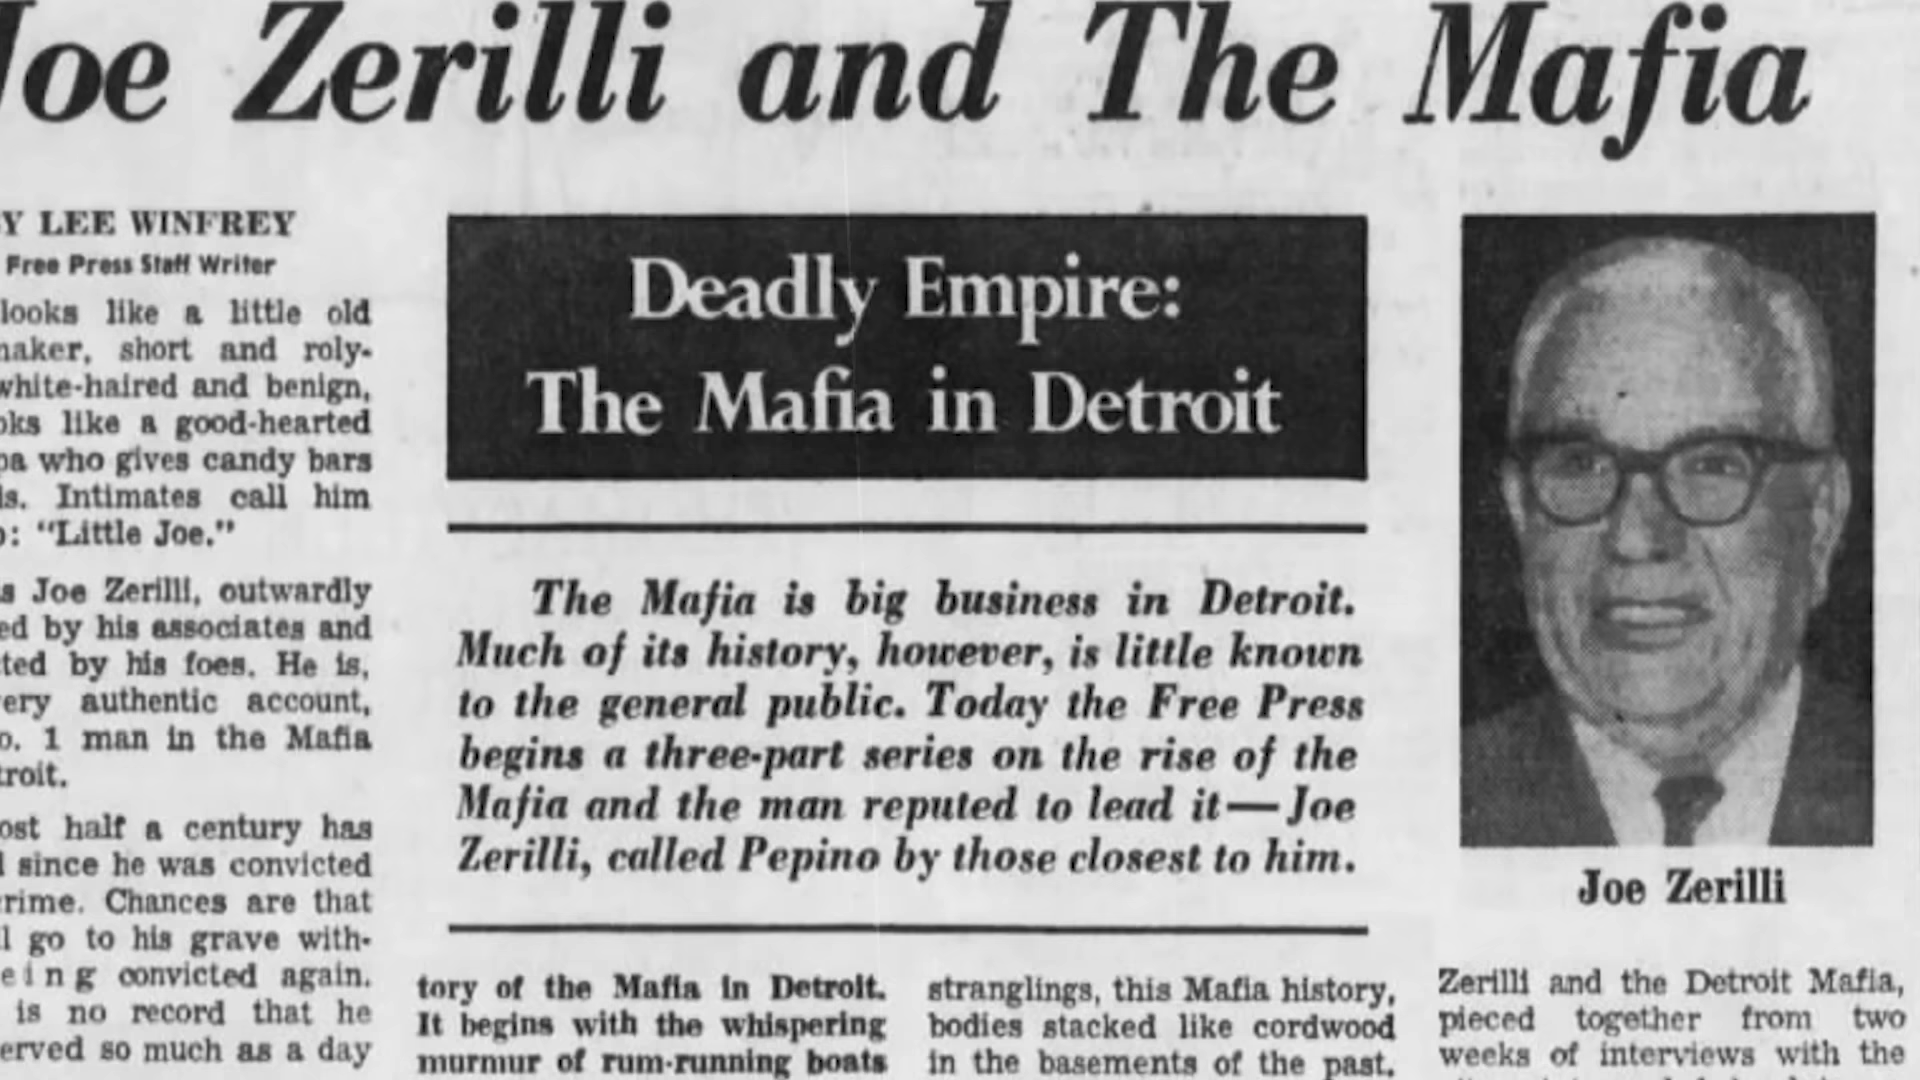 Joe Zerilli and The Mafia
Y LEE WINFREY
Free Press Staff Writer
looks like a little old
maker, short and roly-
white-haired and benign,
oks like a good-hearted
pa who gives candy bars
ls. Intimates call him
o: “Little Joe.”
s Joe Zerilli, outwardly
ed by his associates and
ted by his foes. He is,
very authentic account,
o. 1 man in the Mafia
troit.
ost half a century has
l since he was convicted
crime. Chances are that
l go to his grave with-
eing convicted again.
is no record that he
erved so much as a day
Deadly Empire:
The Mafia in Detroit
The Mafia is big business in Detroit.
Much of its history, however, is little known
to the general public. Today the Free Press
begins a three-part series on the rise of the
Mafia and the man reputed to lead it—Joe
Zerilli, called Pepino by those closest to him.
tory of the Mafia in Detroit.
It begins with the whispering
murmur of rum-running boats
stranglings, this Mafia history,
bodies stacked like cordwood
in the basements of the past.
Joe Zerilli
Zerilli and the Detroit Mafia,
pieced together from two
weeks of interviews with the